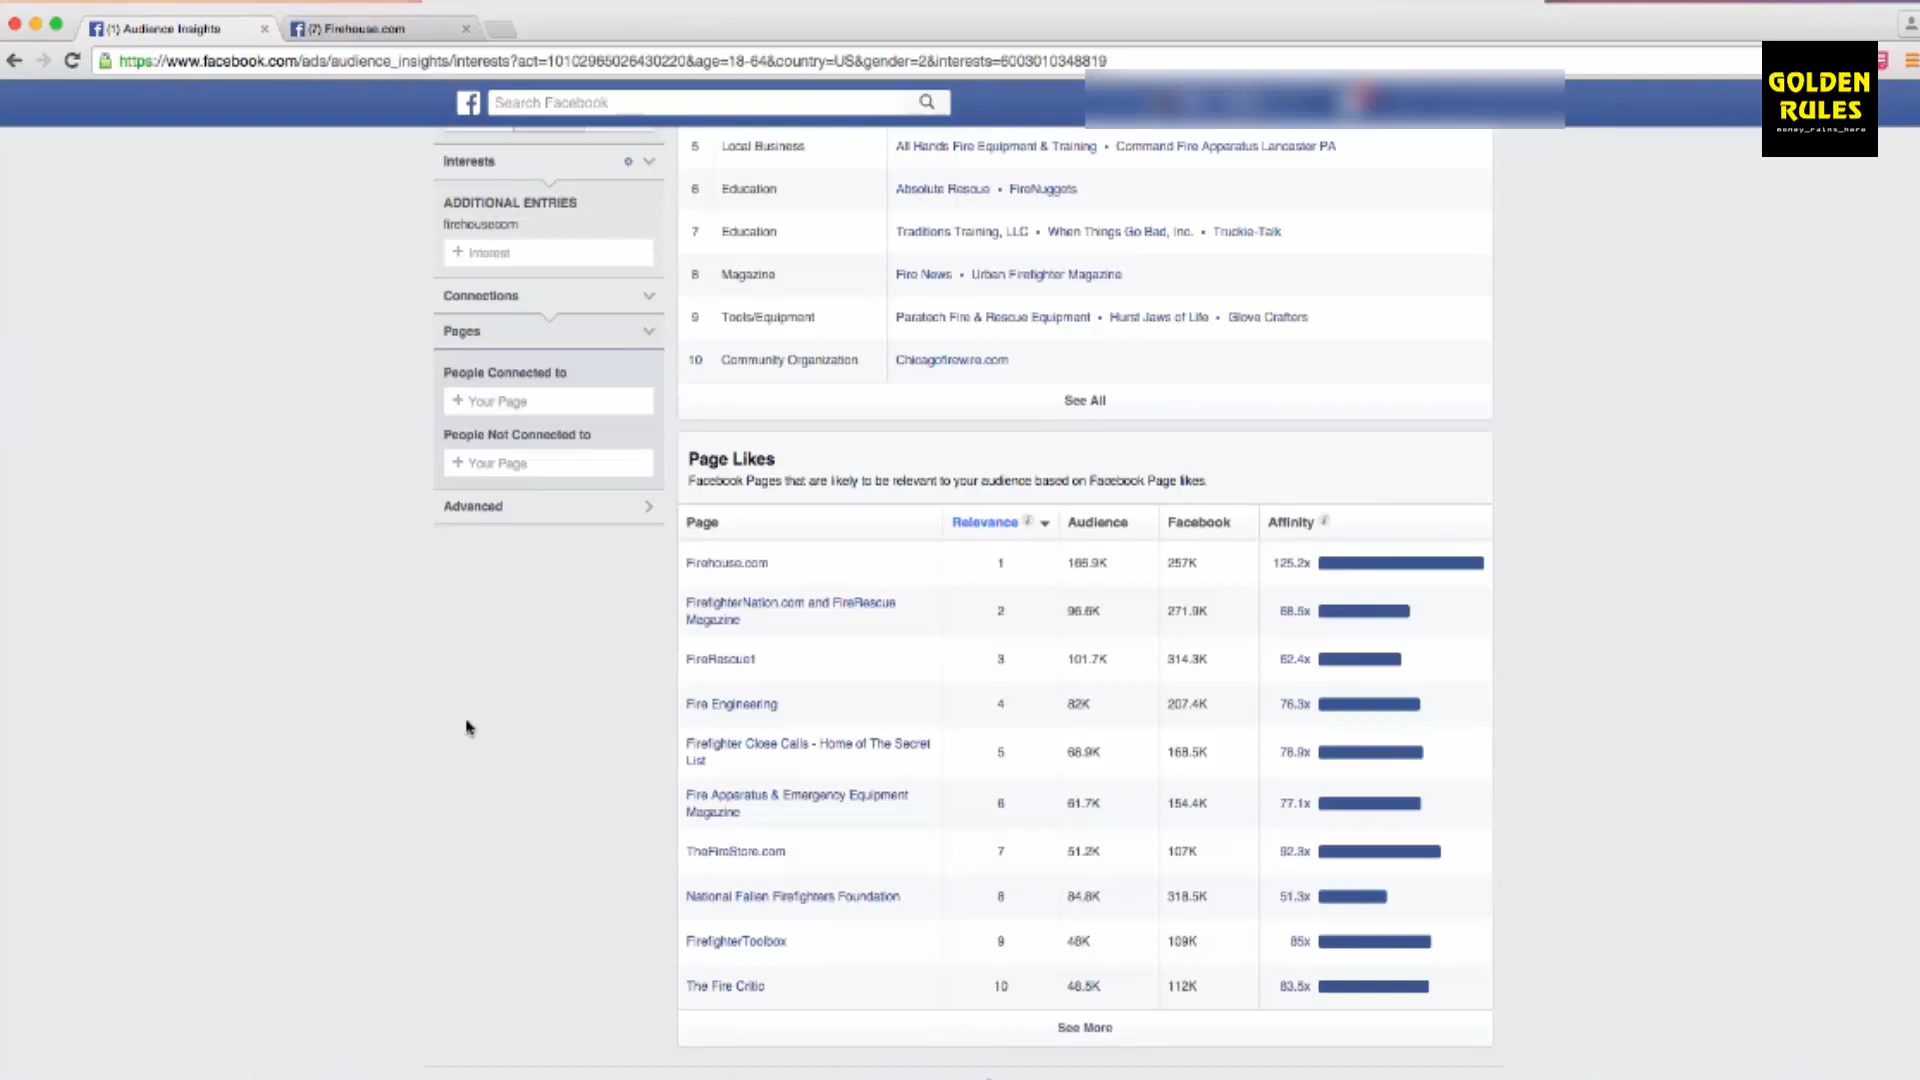 (1) Audience Insights
(7) Firehouse.com
https://www.facebook.com/ads/audience_insights/interests?act=10102965026430220&age=18-64&country=US&gender=2&interests=6003010348819
GOLDEN
RULES
money_rains_here
Search Facebook
Interests
ADDITIONAL ENTRIES
firehousecom
+ Interest
Connections
Pages
People Connected to
+ Your Page
People Not Connected to
+ Your Page
Advanced
5 Local Business All Hands Fire Equipment & Training • Command Fire Apparatus Lancaster PA
6 Education Absolute Rescue • FireNuggets
7 Education Traditions Training, LLC • When Things Go Bad, Inc. • Truckie-Talk
8 Magazine Fire News • Urban Firefighter Magazine
9 Tools/Equipment Paratech Fire & Rescue Equipment • Hurst Jaws of Life • Glove Crafters
10 Community Organization Chicagofirewire.com
See All
Page Likes
Facebook Pages that are likely to be relevant to your audience based on Facebook Page likes.
Page Relevance Audience Facebook Affinity
Firehouse.com 1 165.9K 257K 125.2x
FirefighterNation.com and FireRescue
Magazine 2 96.6K 271.9K 68.5x
FireRescue1 3 101.7K 314.3K 62.4x
Fire Engineering 4 82K 207.4K 76.3x
Firefighter Close Calls - Home of The Secret
List 5 68.9K 168.5K 78.9x
Fire Apparatus & Emergency Equipment
Magazine 6 61.7K 154.4K 77.1x
TheFireStore.com 7 51.2K 107K 92.3x
National Fallen Firefighters Foundation 8 84.8K 318.5K 51.3x
FirefighterToolbox 9 48K 109K 85x
The Fire Critic 10 48.5K 112K 83.5x
See More